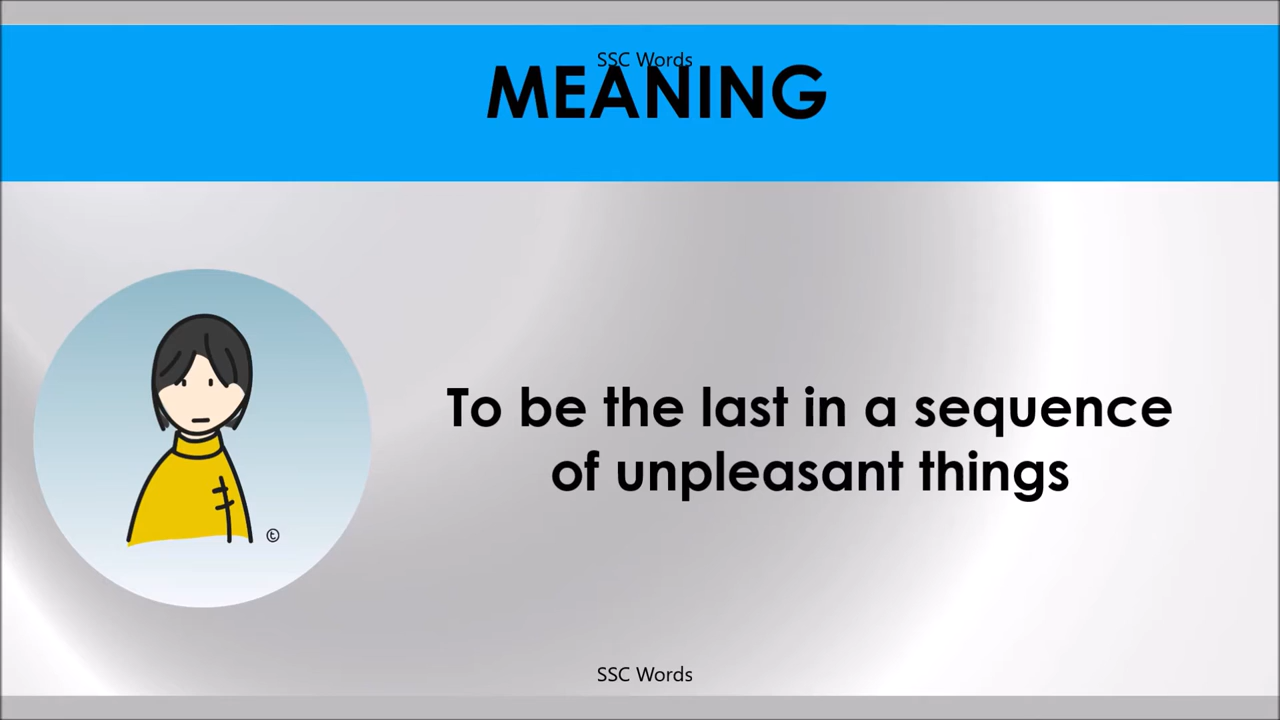 SSC Words
MEANING
To be the last in a sequence
of unpleasant things
©
SSC Words